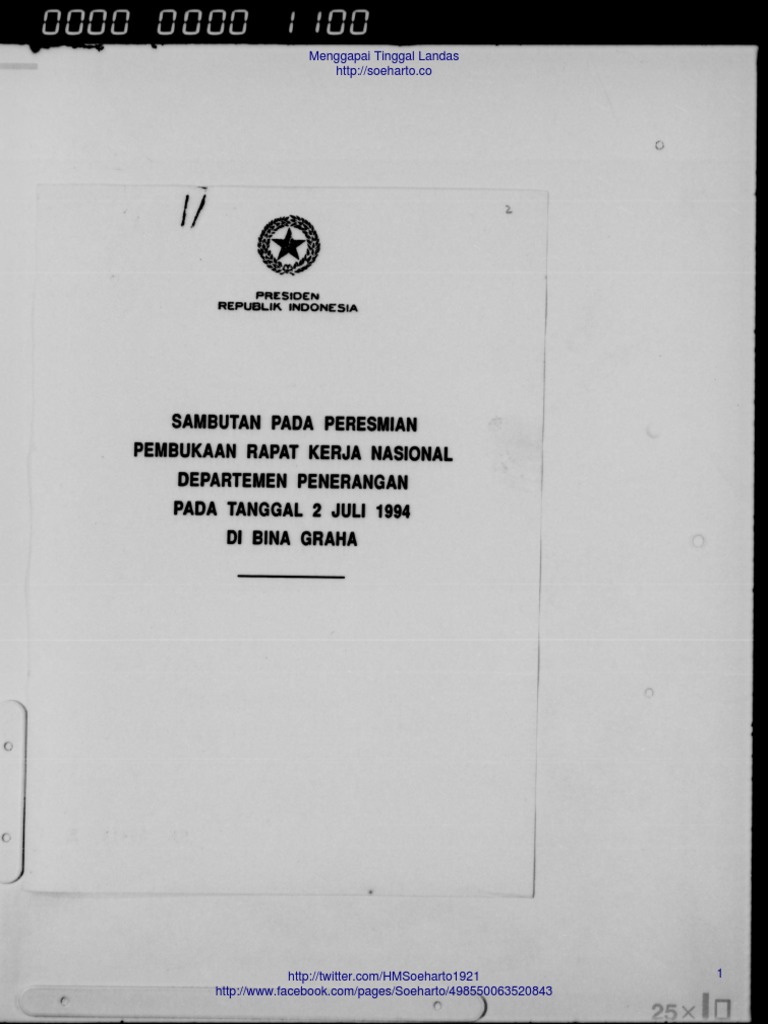 0000 0000 1100
Menggapai Tinggal Landas
http://soeharto.co
11
2
PRESIDEN
REPUBLIK INDONESIA
SAMBUTAN PADA PERESMIAN
PEMBUKAAN RAPAT KERJA NASIONAL
DEPARTEMEN PENERANGAN
PADA TANGGAL 2 JULI 1994
DI BINA GRAHA
http://twitter.com/HMSoeharto1921
1
http://www.facebook.com/pages/Soeharto/498550063520843
25×